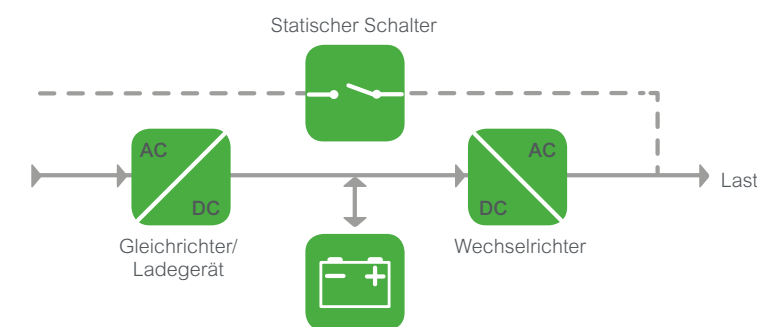 Statischer Schalter
AC
DC
AC
DC
Last
Gleichrichter/
Ladegerät
Wechselrichter